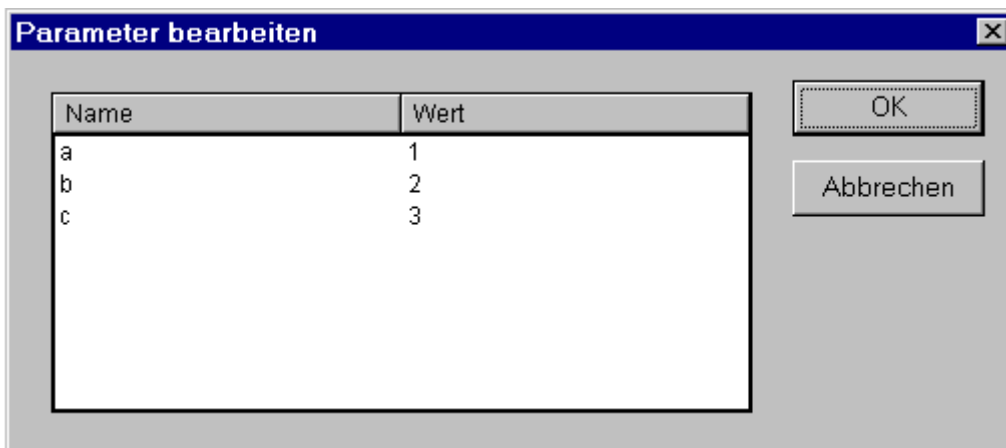 Parameter bearbeiten
Name Wert
a 1
b 2
c 3
OK
Abbrechen